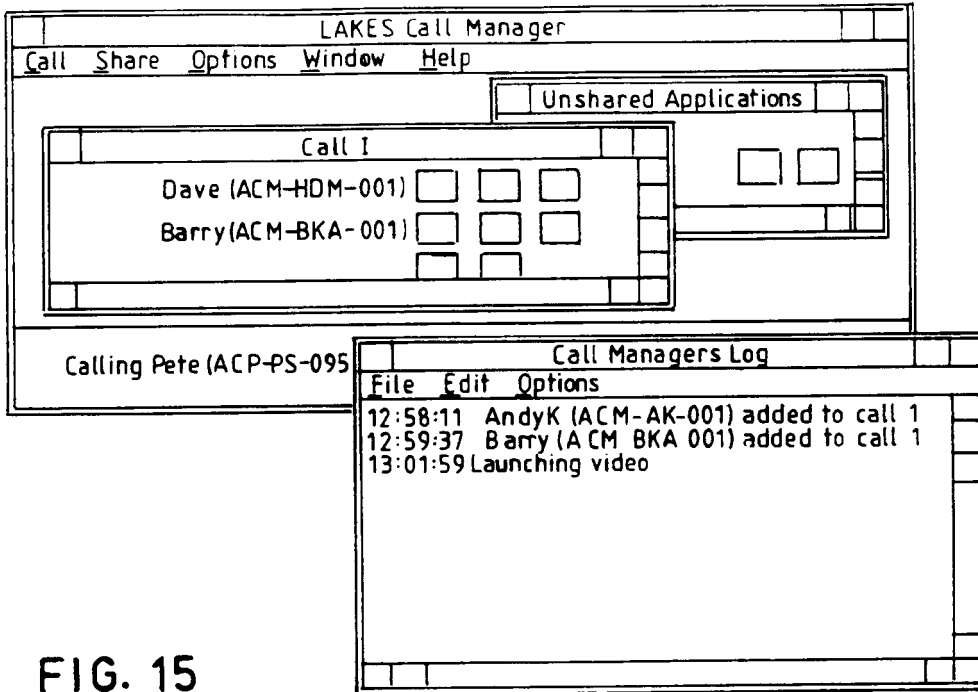 LAKES Call Manager
Call Share Options Window Help
Unshared Applications
Call I
Dave (ACM-HDM-001)
Barry(ACM-BKA-001)
Calling Pete (ACP-PS-095
Call Managers Log
File Edit Options
12:58:11 AndyK (ACM-AK-001) added to call 1
12:59:37 Barry (ACM BKA 001) added to call 1
13:01:59 Launching video
FIG. 15